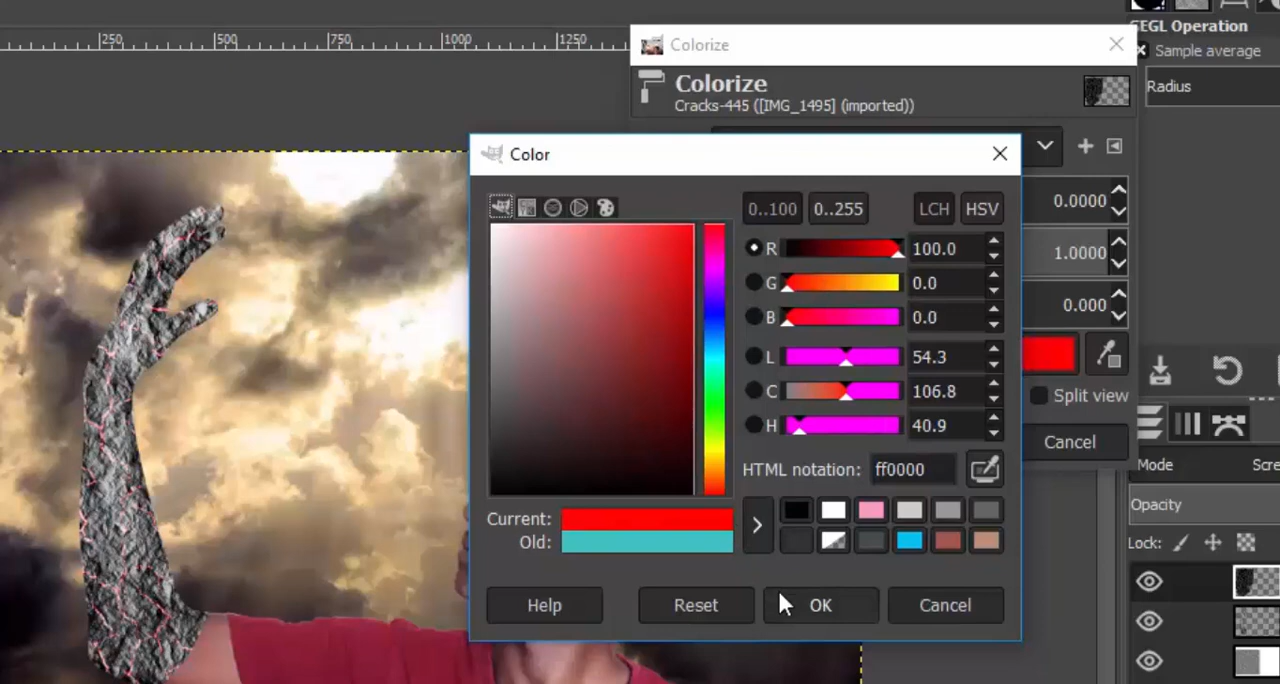 GEGL Operation
250 500 750 1000 1250
Colorize
Sample average
Colorize
Cracks-445 ([IMG_1495] (imported))
Radius
Color
0..100 0..255 LCH HSV
0.0000
R 100.0
1.0000
G 0.0
0.000
B 0.0
L 54.3
C 106.8
Split view
H 40.9
Cancel
HTML notation: ff0000
Mode
Opacity
Current:
Old:
Lock:
Help Reset OK Cancel